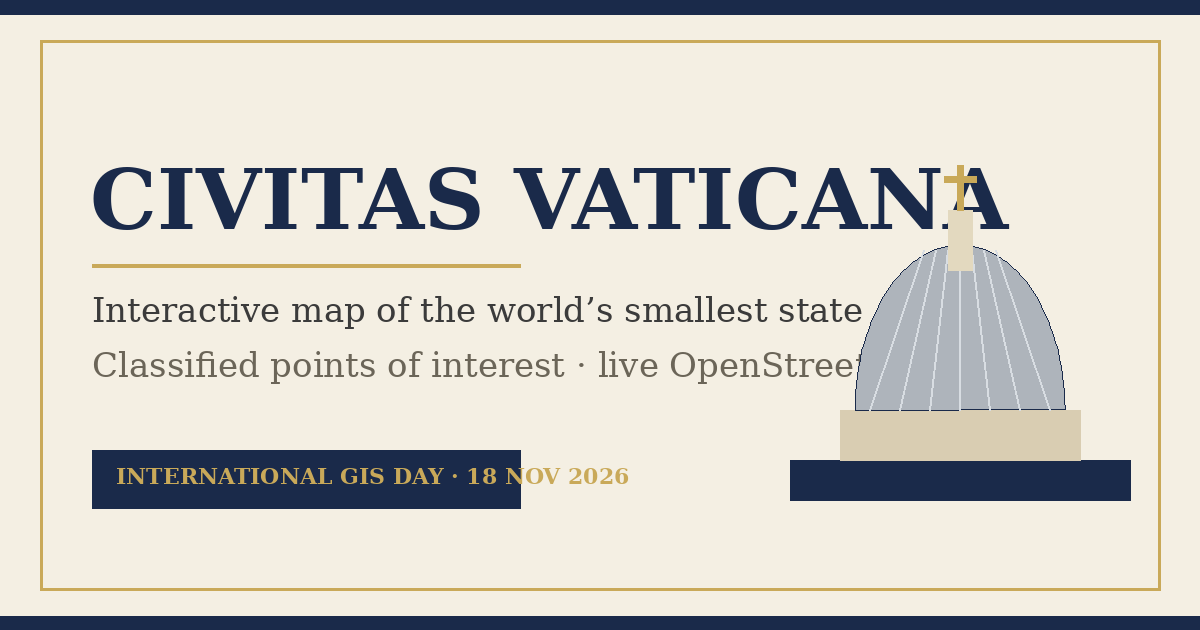 CIVITAS VATICANA
Interactive map of the world’s smallest state
Classified points of interest · live OpenStreet
INTERNATIONAL GIS DAY · 18 NOV 2026